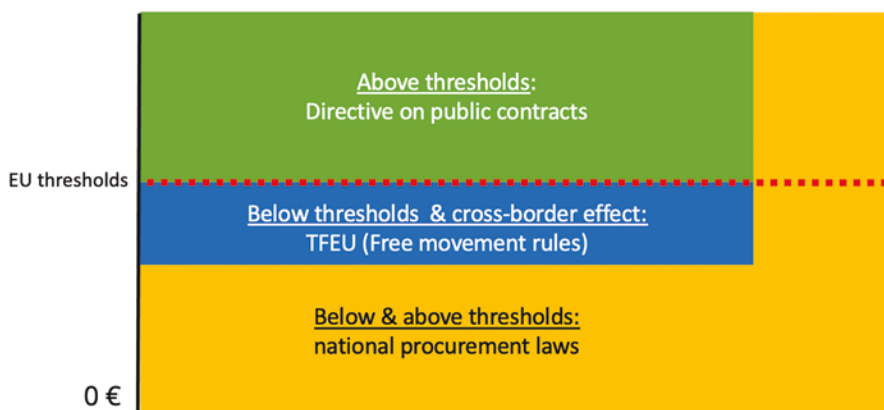 Above thresholds:
Directive on public contracts
EU thresholds
Below thresholds & cross-border effect:
TFEU (Free movement rules)
Below & above thresholds:
national procurement laws
0 €